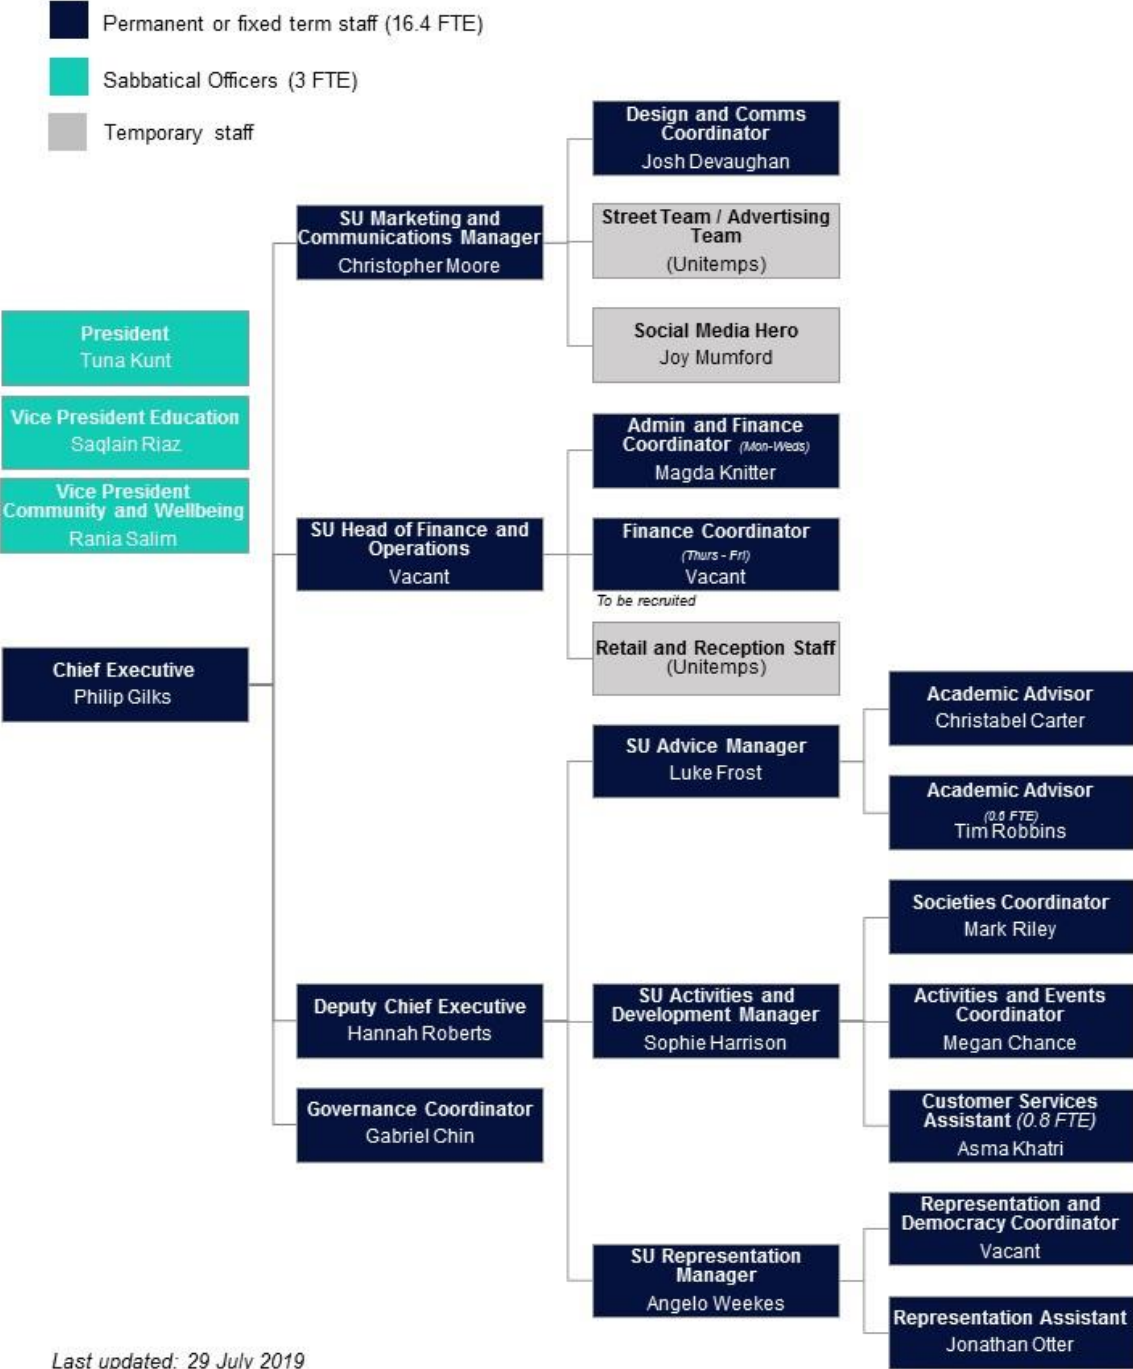 Permanent or fixed term staff (16.4 FTE)
Sabbatical Officers (3 FTE)
Temporary staff
Design and Comms
Coordinator
Josh Devaughan
SU Marketing and
Communications Manager
Christopher Moore
Street Team / Advertising
Team
(Unitemps)
Social Media Hero
Joy Mumford
President
Tuna Kunt
Vice President Education
Saqlain Riaz
Vice President
Community and Wellbeing
Rania Salim
Admin and Finance
Coordinator (Mon-Weds)
Magda Knitter
SU Head of Finance and
Operations
Vacant
Finance Coordinator
(Thurs - Fri)
Vacant
To be recruited
Retail and Reception Staff
(Unitemps)
Chief Executive
Philip Gilks
SU Advice Manager
Luke Frost
Academic Advisor
Christabel Carter
Academic Advisor
(0.6 FTE)
Tim Robbins
Deputy Chief Executive
Hannah Roberts
Governance Coordinator
Gabriel Chin
SU Activities and
Development Manager
Sophie Harrison
Societies Coordinator
Mark Riley
Activities and Events
Coordinator
Megan Chance
Customer Services
Assistant (0.8 FTE)
Asma Khatri
SU Representation
Manager
Angelo Weekes
Representation and
Democracy Coordinator
Vacant
Representation Assistant
Jonathan Otter
Last updated: 29 July 2019